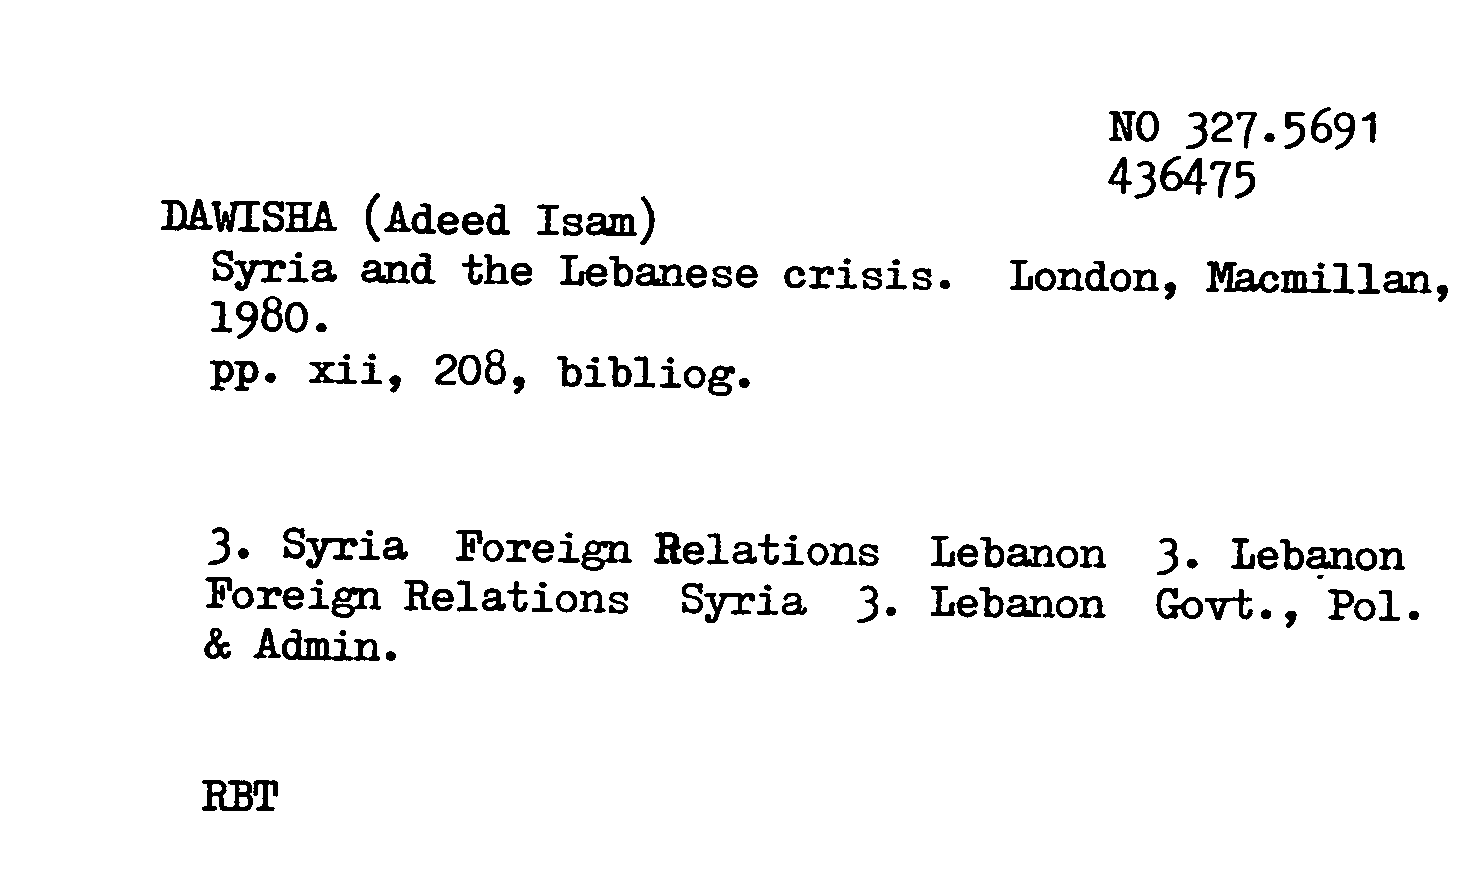 NO 327.5691
436475
DAWISHA (Adeed Isam)
Syria and the Lebanese crisis. London, Macmillan,
1980.
pp. xii, 208, bibliog.
3. Syria Foreign Relations Lebanon 3. Lebanon
Foreign Relations Syria 3. Lebanon Govt., Pol.
& Admin.
RBT